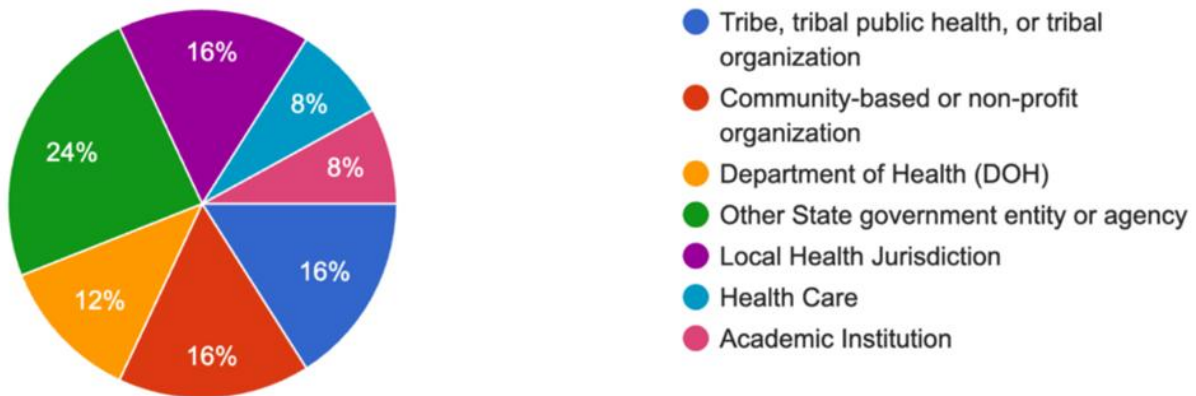 16%
8%
8%
24%
16%
12%
16%
Tribe, tribal public health, or tribal
organization
Community-based or non-profit
organization
Department of Health (DOH)
Other State government entity or agency
Local Health Jurisdiction
Health Care
Academic Institution